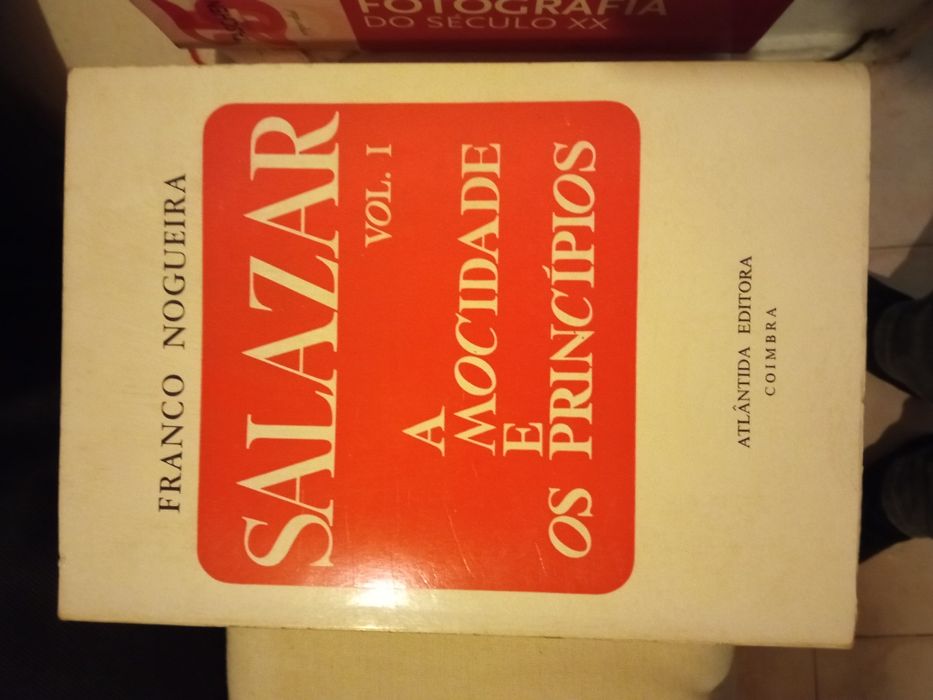 FOTOGRAFIA
DO SÉCULO XX
FRANCO NOGUEIRA
SALAZAR
VOL. I
A
MOCIDADE
E
OS PRINCÍPIOS
ATLÂNTIDA EDITORA
COIMBRA